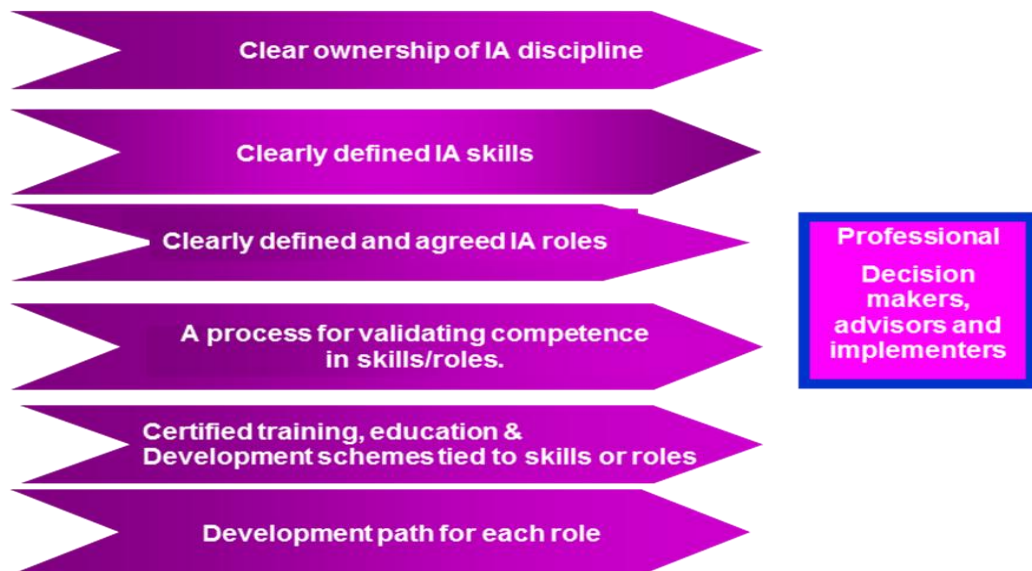 Clear ownership of IA discipline
Clearly defined IA skills
Clearly defined and agreed IA roles
A process for validating competence
in skills/roles.
Certified training, education &
Development schemes tied to skills or roles
Development path for each role
Professional
Decision
makers,
advisors and
implementers